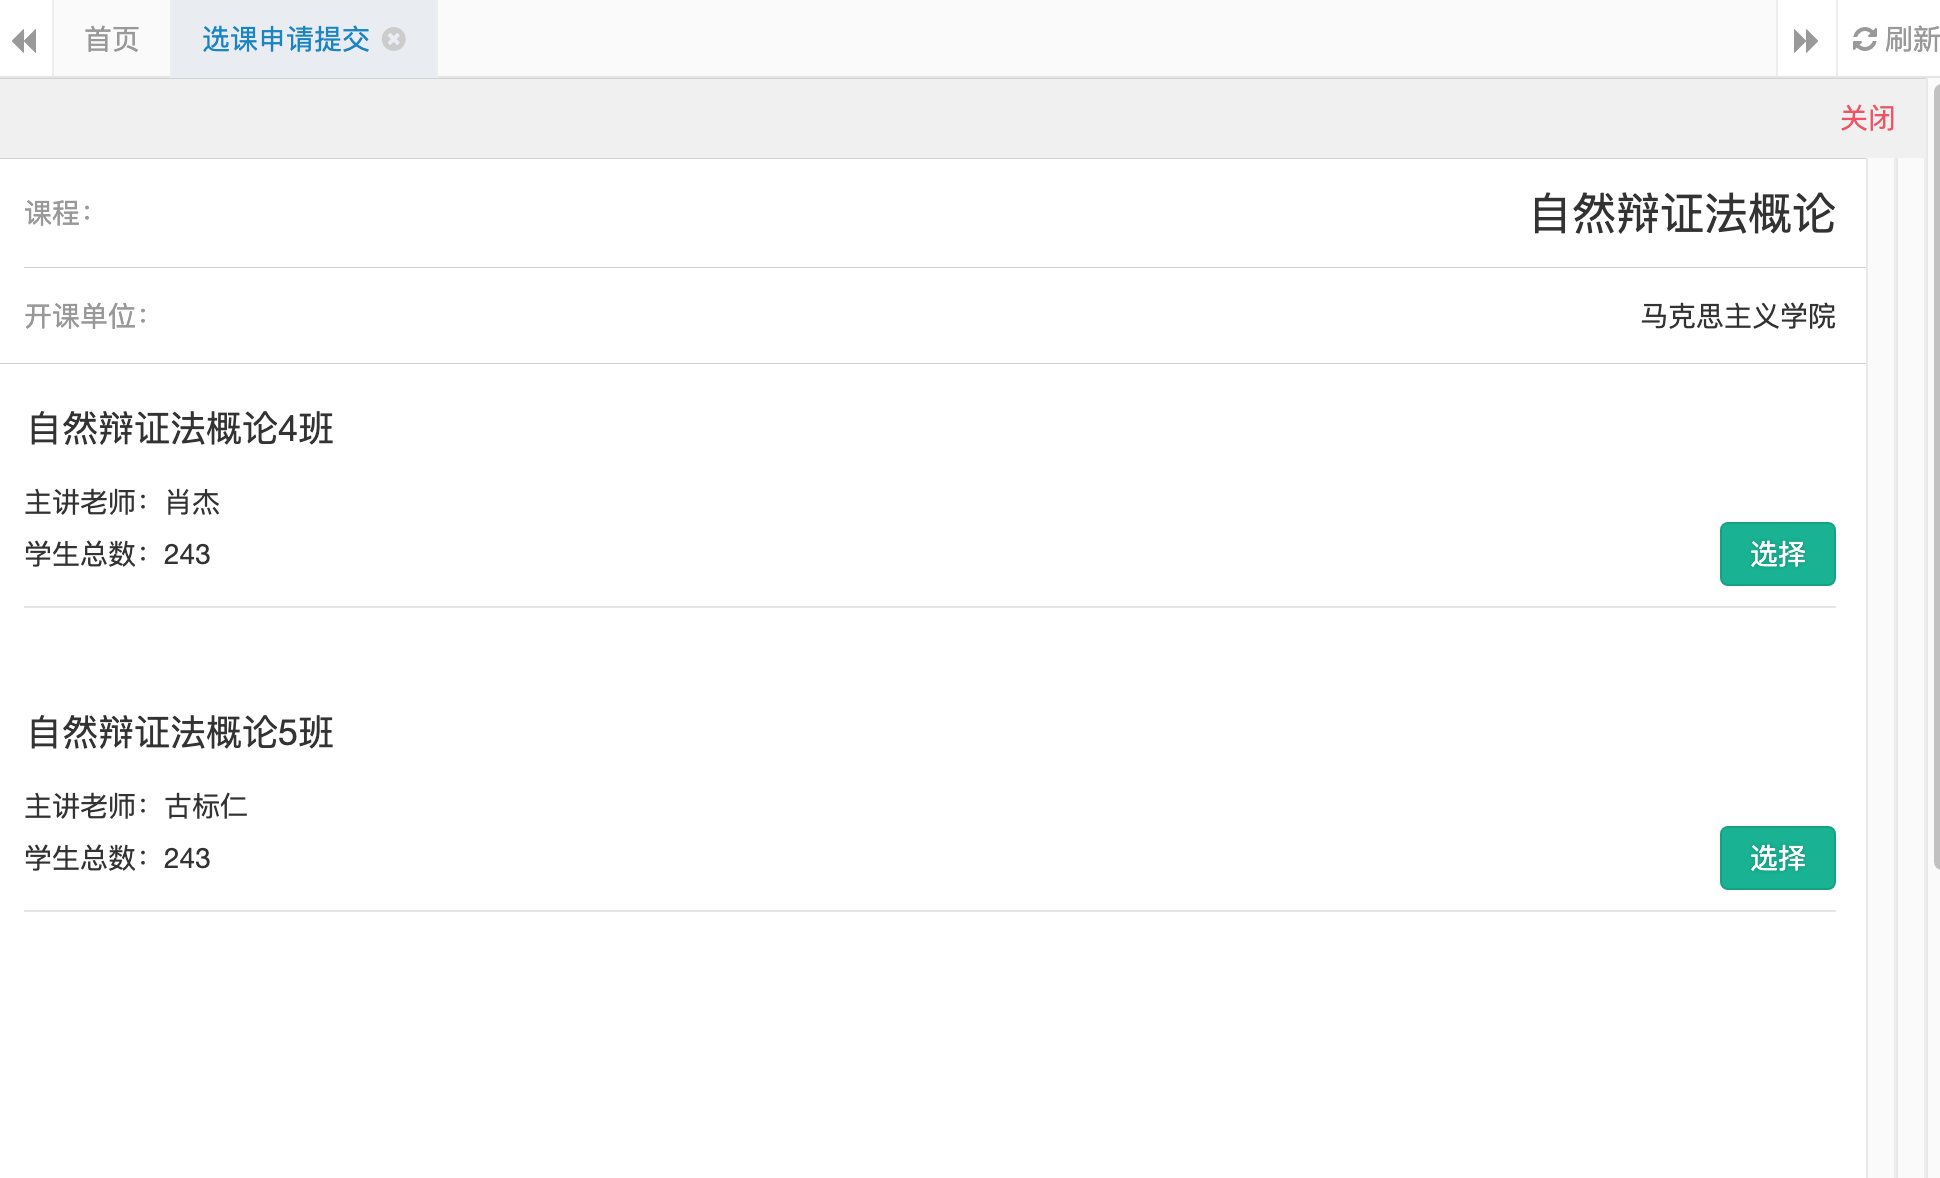 首页 选课申请提交 刷新
关闭
课程： 自然辩证法概论
开课单位： 马克思主义学院
自然辩证法概论4班
主讲老师：肖杰
学生总数：243 选择
自然辩证法概论5班
主讲老师：古标仁
学生总数：243 选择